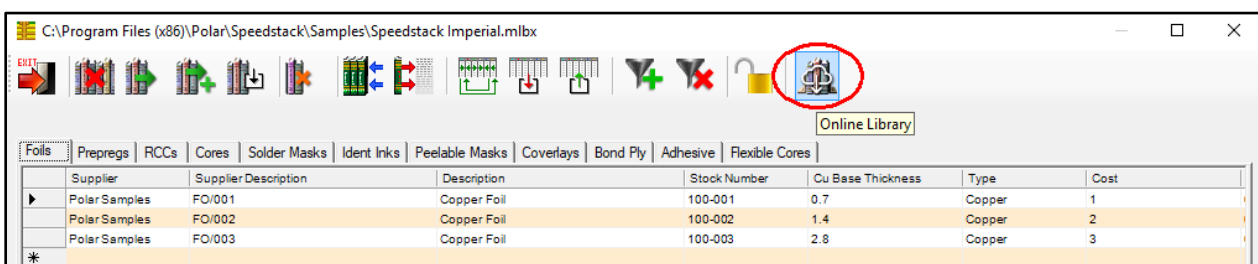 C:\Program Files (x86)\Polar\Speedstack\Samples\Speedstack Imperial.mlbx
EXIT
Online Library
Foils Prepregs RCCs Cores Solder Masks Ident Inks Peelable Masks Coverlays Bond Ply Adhesive Flexible Cores
Supplier Supplier Description Description Stock Number Cu Base Thickness Type Cost
Polar Samples FO/001 Copper Foil 100-001 0.7 Copper 1
Polar Samples FO/002 Copper Foil 100-002 1.4 Copper 2
Polar Samples FO/003 Copper Foil 100-003 2.8 Copper 3